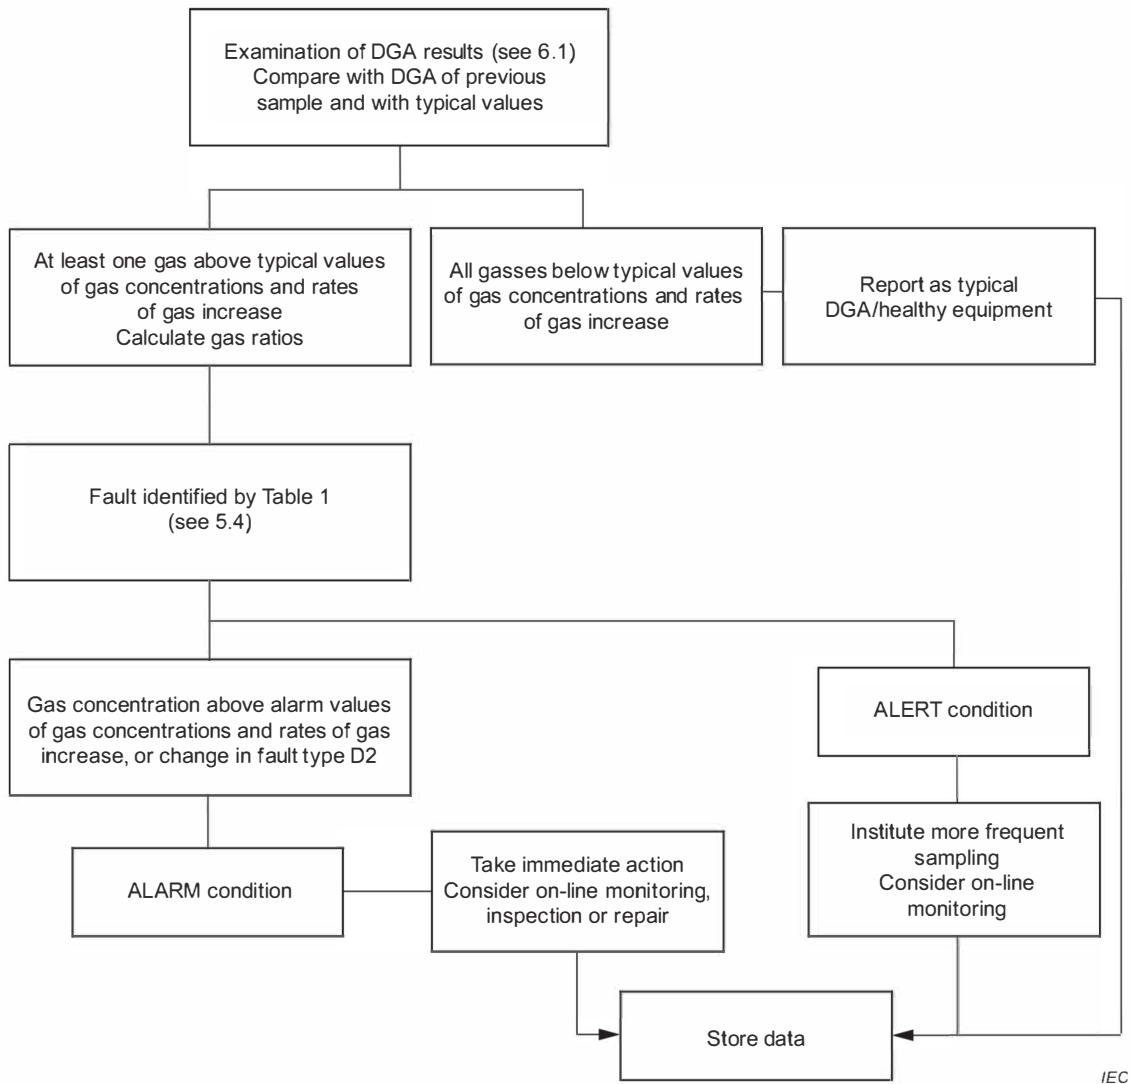 Examination of DGA results (see 6.1)
Compare with DGA of previous
sample and with typical values
At least one gas above typical values
of gas concentrations and rates
of gas increase
Calculate gas ratios
All gasses below typical values
of gas concentrations and rates
of gas increase
Report as typical
DGA/healthy equipment
Fault identified by Table 1
(see 5.4)
Gas concentration above alarm values
of gas concentrations and rates of gas
increase, or change in fault type D2
ALERT condition
ALARM condition
Take immediate action
Consider on-line monitoring,
inspection or repair
Institute more frequent
sampling
Consider on-line
monitoring
Store data
IEC